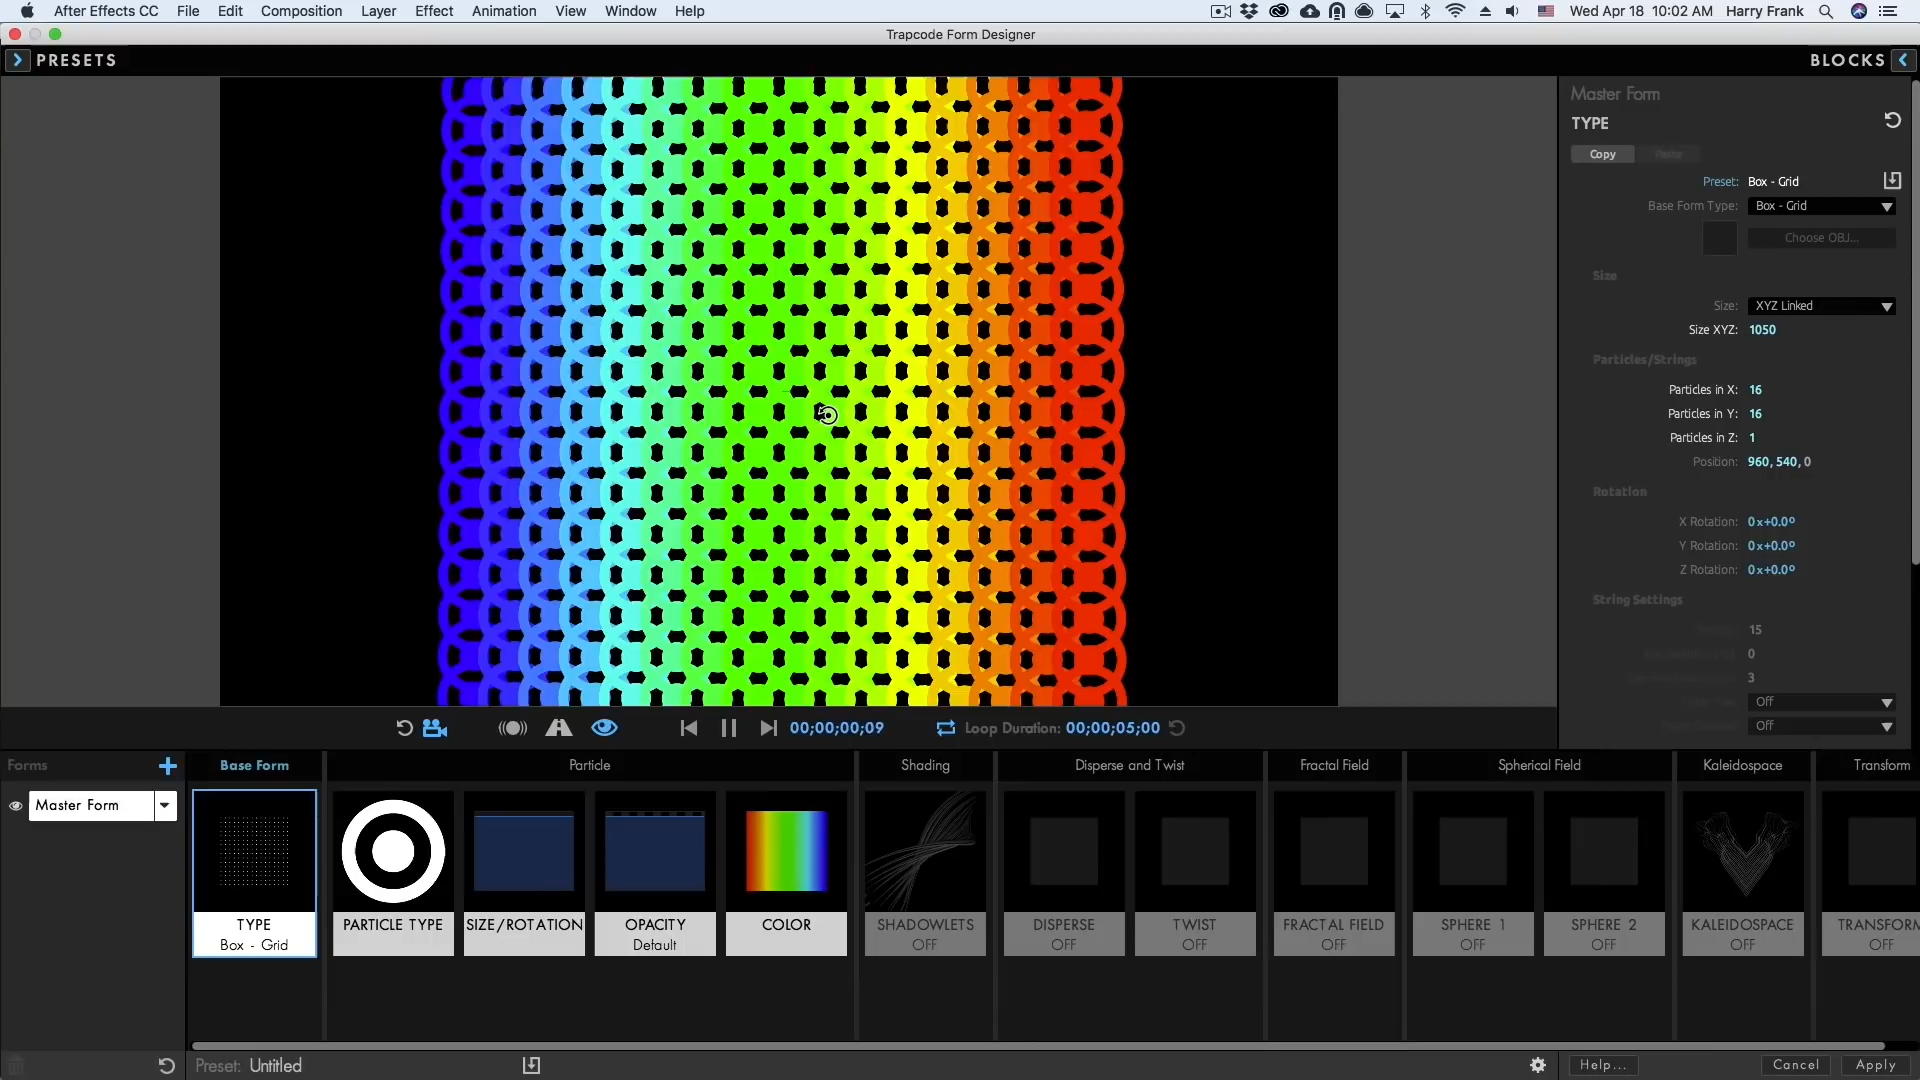 After Effects CC File Edit Composition Layer Effect Animation View Window Help Wed Apr 18 10:02 AM Harry Frank
Trapcode Form Designer
PRESETS
BLOCKS
Master Form
TYPE
Copy
Preset: Box - Grid
Base Form Type: Box - Grid
Choose OBJ...
Size
Size: XYZ Linked
Size XYZ: 1050
Particles/Strings
Particles in X: 16
Particles in Y: 16
Particles in Z: 1
Position: 960, 540, 0
Rotation
X Rotation: 0x+0.0º
Y Rotation: 0x+0.0º
Z Rotation: 0x+0.0º
String Settings
15
0
3
Off
Off
00;00;00;09 Loop Duration: 00;00;05;00
Forms
Master Form
Base Form Particle Shading Disperse and Twist Fractal Field Spherical Field Kaleidospace Transform
TYPE PARTICLE TYPE SIZE/ROTATION OPACITY COLOR SHADOWLETS DISPERSE TWIST FRACTAL FIELD SPHERE 1 SPHERE 2 KALEIDOSPACE TRANSFORM
Box - Grid Default OFF OFF OFF OFF OFF OFF OFF OFF
Preset: Untitled
Help... Cancel Apply